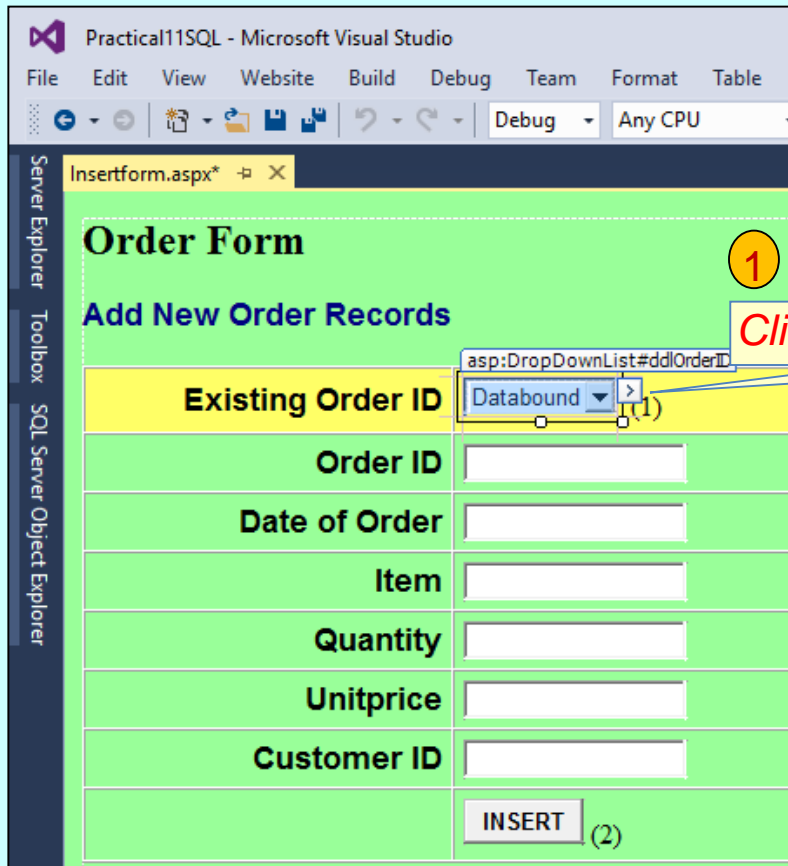 Practical11SQL - Microsoft Visual Studio
File Edit View Website Build Debug Team Format Table
Debug Any CPU
Server Explorer
Toolbox
SQL Server Object Explorer
Insertform.aspx*
Order Form
1
Add New Order Records
Cli
asp:DropDownList#ddlOrderID
Existing Order ID Databound (1)
Order ID
Date of Order
Item
Quantity
Unitprice
Customer ID
INSERT (2)